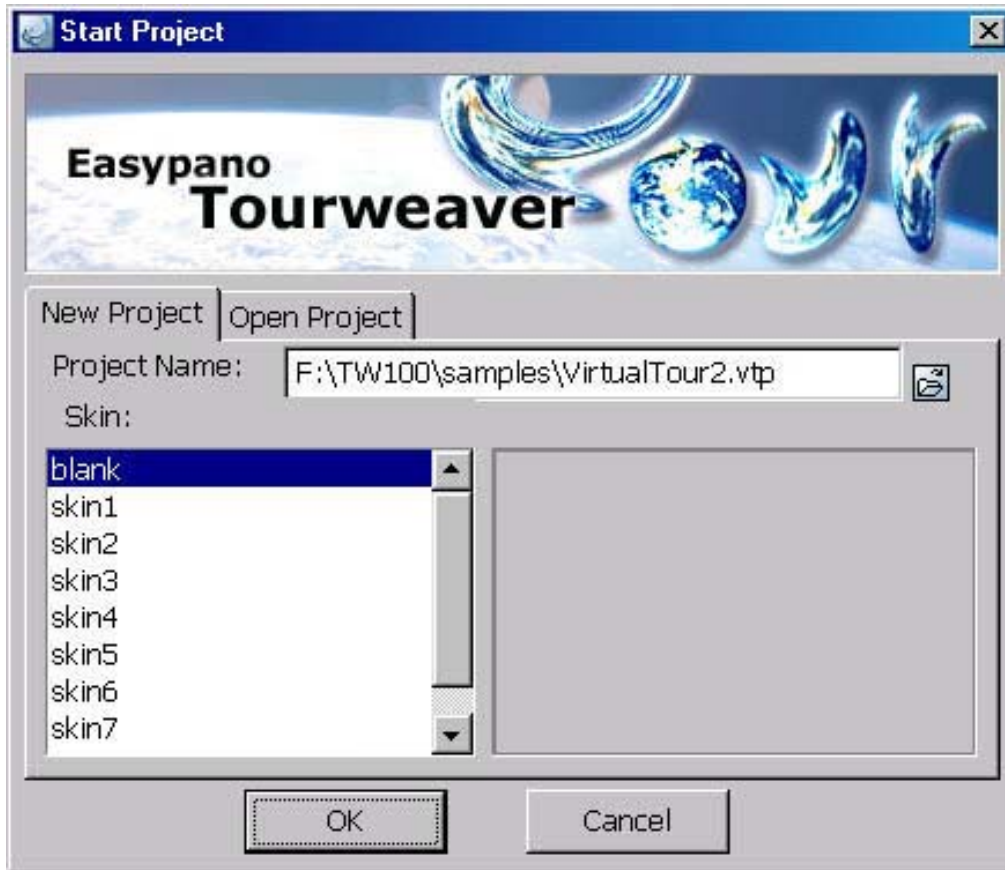 Start Project
Easypano
Tourweaver
New Project
Open Project
Project Name:
F:\TW100\samples\VirtualTour2.vtp
Skin:
blank
skin1
skin2
skin3
skin4
skin5
skin6
skin7
OK
Cancel